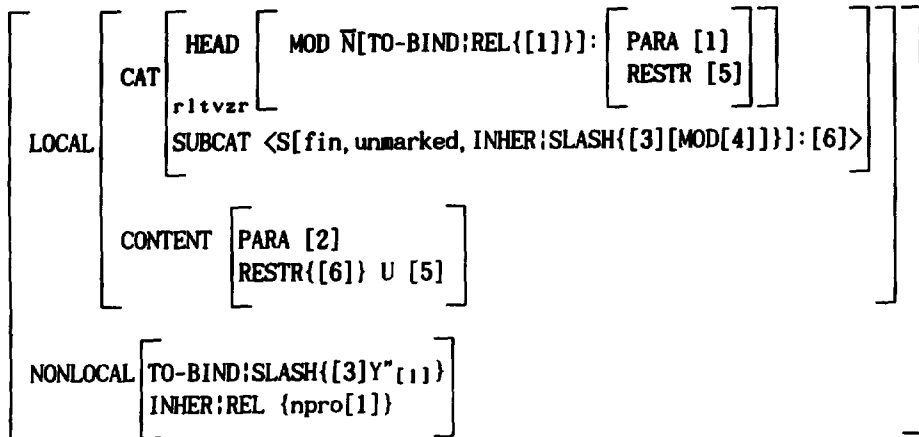 HEAD MOD N̅[TO-BIND¦REL{[1]}]: PARA [1]
RESTR [5]
CAT
rltvzr
LOCAL SUBCAT <S[fin, unmarked, INHER¦SLASH{[3][MOD[4]]}]:[6]>
CONTENT PARA [2]
RESTR{[6]} U [5]
NONLOCAL TO-BIND¦SLASH{[3]Y"[1]}
INHER¦REL {npro[1]}